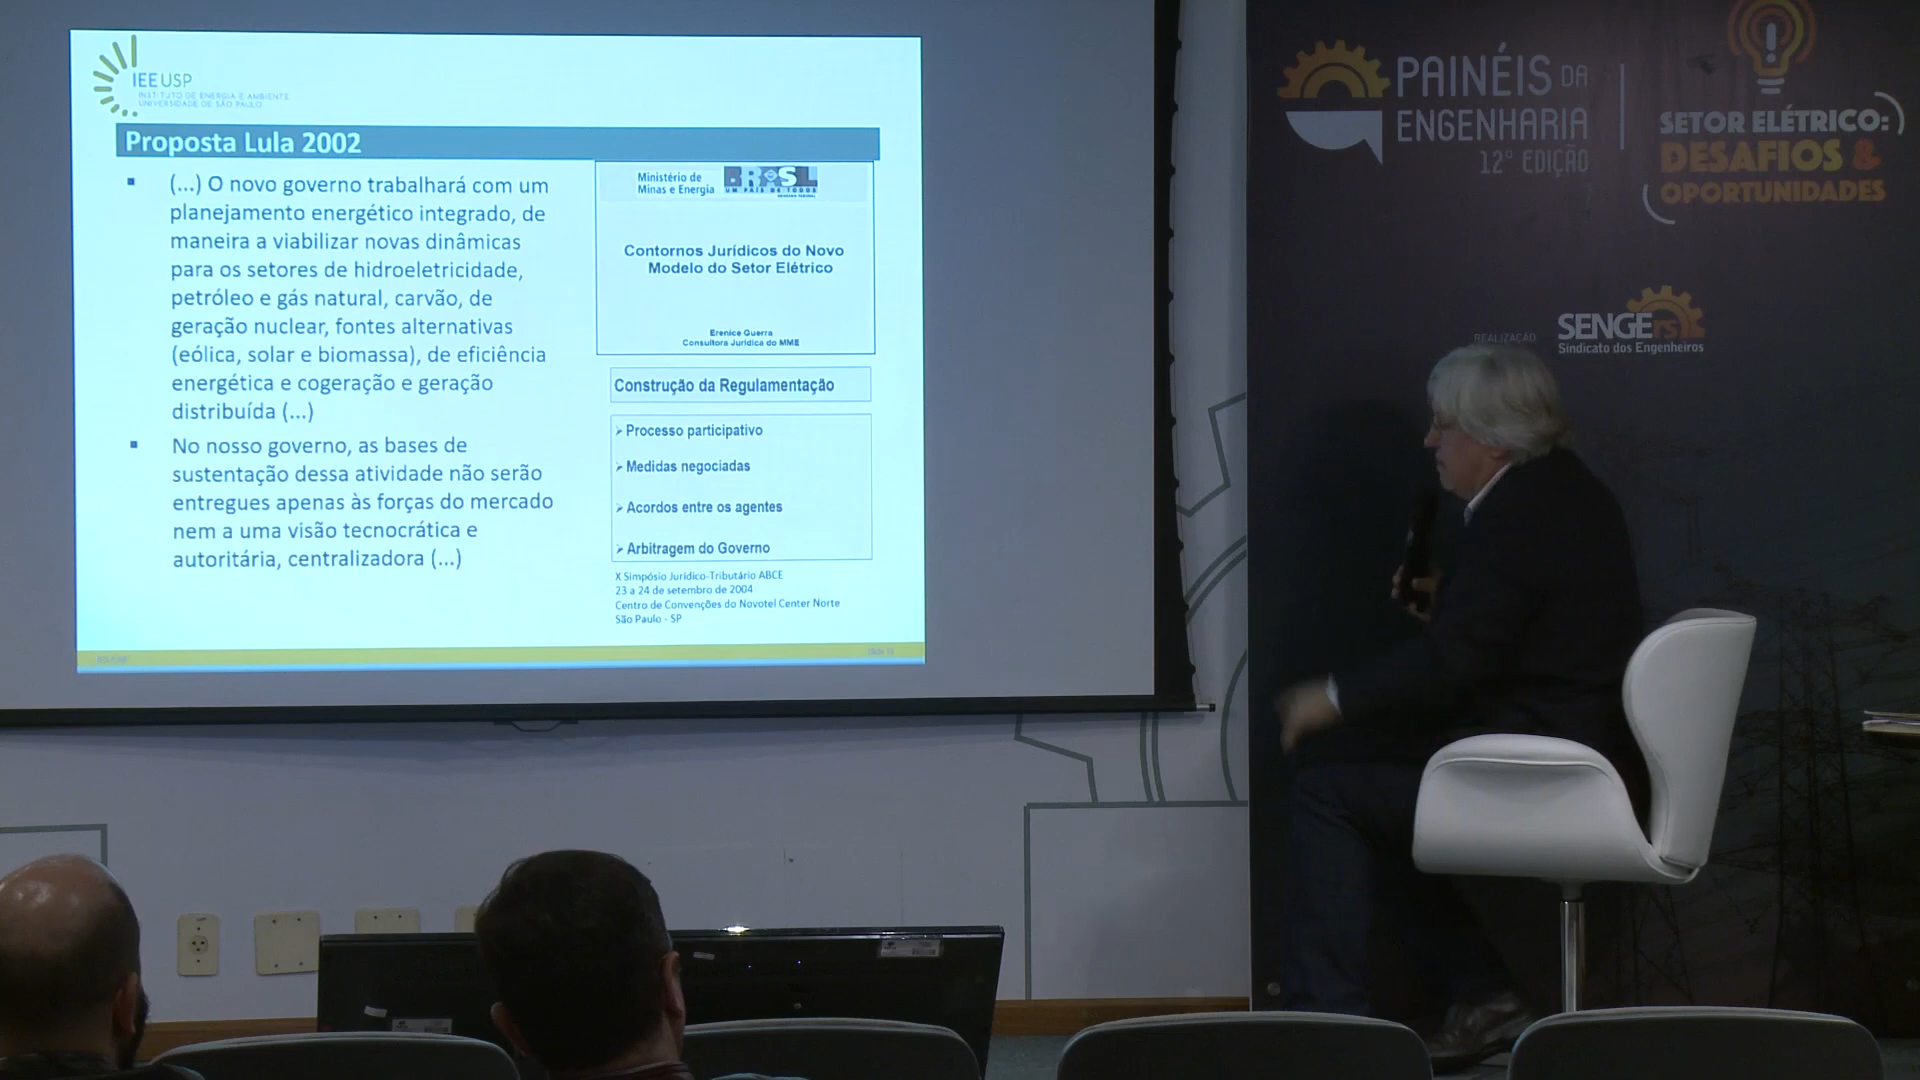 IEE USP
INSTITUTO DE ENERGIA E AMBIENTE
UNIVERSIDADE DE SÃO PAULO
Proposta Lula 2002
(...) O novo governo trabalhará com um
planejamento energético integrado, de
maneira a viabilizar novas dinâmicas
para os setores de hidroeletricidade,
petróleo e gás natural, carvão, de
geração nuclear, fontes alternativas
(eólica, solar e biomassa), de eficiência
energética e cogeração e geração
distribuída (...)
No nosso governo, as bases de
sustentação dessa atividade não serão
entregues apenas às forças do mercado
nem a uma visão tecnocrática e
autoritária, centralizadora (...)
Ministério de
Minas e Energia
BRASIL
UM PAÍS DE TODOS
GOVERNO FEDERAL
Contornos Jurídicos do Novo
Modelo do Setor Elétrico
Erenice Guerra
Consultora Jurídica do MME
Construção da Regulamentação
Processo participativo
Medidas negociadas
Acordos entre os agentes
Arbitragem do Governo
X Simpósio Jurídico-Tributário ABCE
23 a 24 de setembro de 2004
Centro de Convenções do Novotel Center Norte
São Paulo - SP
PAINÉIS DA
ENGENHARIA
12ª EDIÇÃO
SETOR ELÉTRICO:
DESAFIOS &
OPORTUNIDADES
REALIZAÇÃO
SENGE RS
Sindicato dos Engenheiros